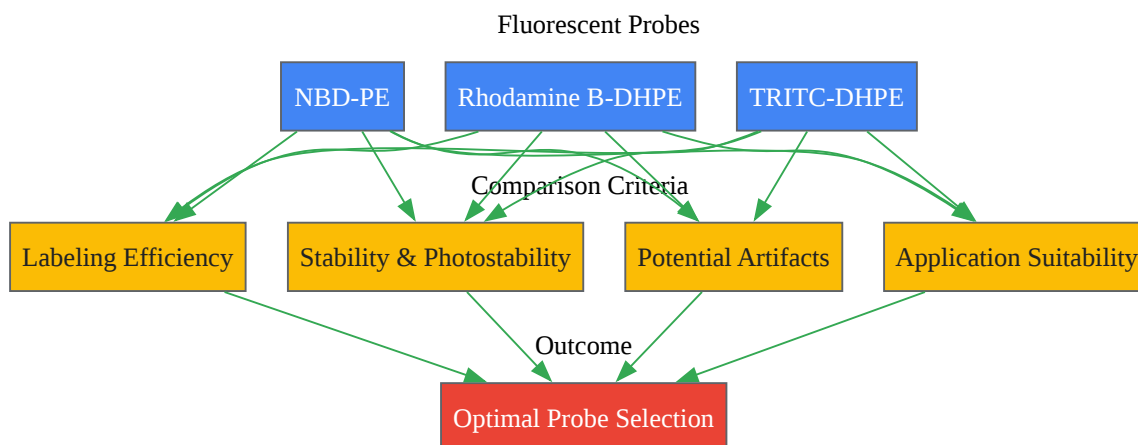 Fluorescent Probes
NBD-PE
Rhodamine B-DHPE
TRITC-DHPE
Comparison Criteria
Labeling Efficiency
Stability & Photostability
Potential Artifacts
Application Suitability
Outcome
Optimal Probe Selection